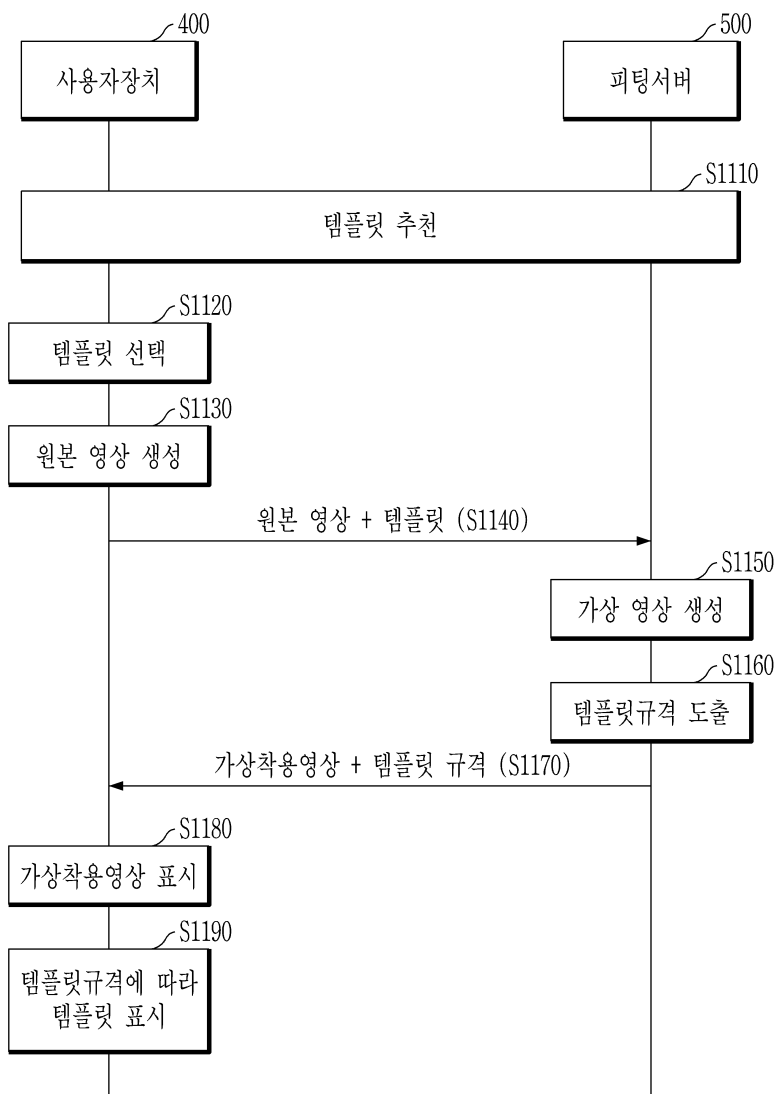 400
500
사용자장치
피팅서버
S1110
템플릿 추천
S1120
템플릿 선택
S1130
원본 영상 생성
원본 영상 + 템플릿 (S1140)
S1150
가상 영상 생성
S1160
템플릿규격 도출
가상착용영상 + 템플릿 규격 (S1170)
S1180
가상착용영상 표시
S1190
템플릿규격에 따라
템플릿 표시